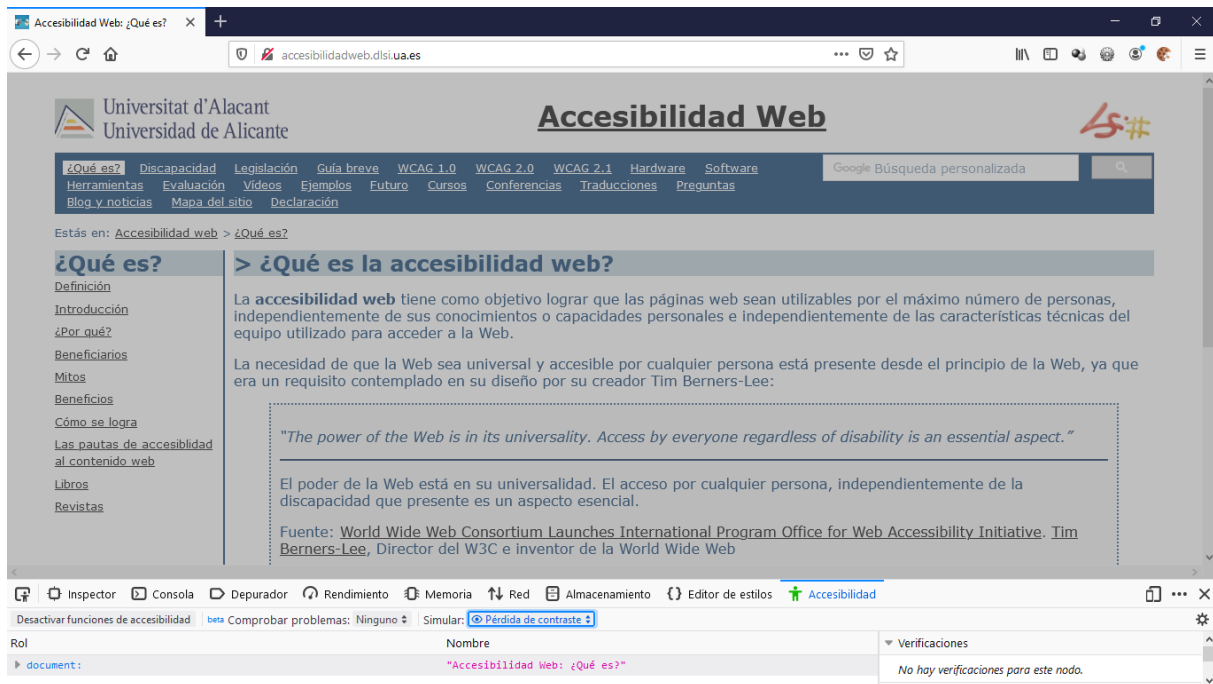 Accesibilidad Web: ¿Qué es?
accesibilidadweb.dlsi.ua.es
Universitat d'Alacant
Universidad de Alicante
Accesibilidad Web
¿Qué es? Discapacidad Legislación Guía breve WCAG 1.0 WCAG 2.0 WCAG 2.1 Hardware Software
Herramientas Evaluación Vídeos Ejemplos Futuro Cursos Conferencias Traducciones Preguntas
Blog y noticias Mapa del sitio Declaración
Google Búsqueda personalizada
Estás en: Accesibilidad web > ¿Qué es?
¿Qué es?
Definición
Introducción
¿Por qué?
Beneficiarios
Mitos
Beneficios
Cómo se logra
Las pautas de accesiblidad
al contenido web
Libros
Revistas
> ¿Qué es la accesibilidad web?
La accesibilidad web tiene como objetivo lograr que las páginas web sean utilizables por el máximo número de personas,
independientemente de sus conocimientos o capacidades personales e independientemente de las características técnicas del
equipo utilizado para acceder a la Web.
La necesidad de que la Web sea universal y accesible por cualquier persona está presente desde el principio de la Web, ya que
era un requisito contemplado en su diseño por su creador Tim Berners-Lee:
"The power of the Web is in its universality. Access by everyone regardless of disability is an essential aspect."
El poder de la Web está en su universalidad. El acceso por cualquier persona, independientemente de la
discapacidad que presente es un aspecto esencial.
Fuente: World Wide Web Consortium Launches International Program Office for Web Accessibility Initiative. Tim
Berners-Lee, Director del W3C e inventor de la World Wide Web
Inspector Consola Depurador Rendimiento Memoria Red Almacenamiento Editor de estilos Accesibilidad
Desactivar funciones de accesibilidad beta Comprobar problemas: Ninguno Simular: Pérdida de contraste
Rol Nombre Verificaciones
document: "Accesibilidad Web: ¿Qué es?" No hay verificaciones para este nodo.